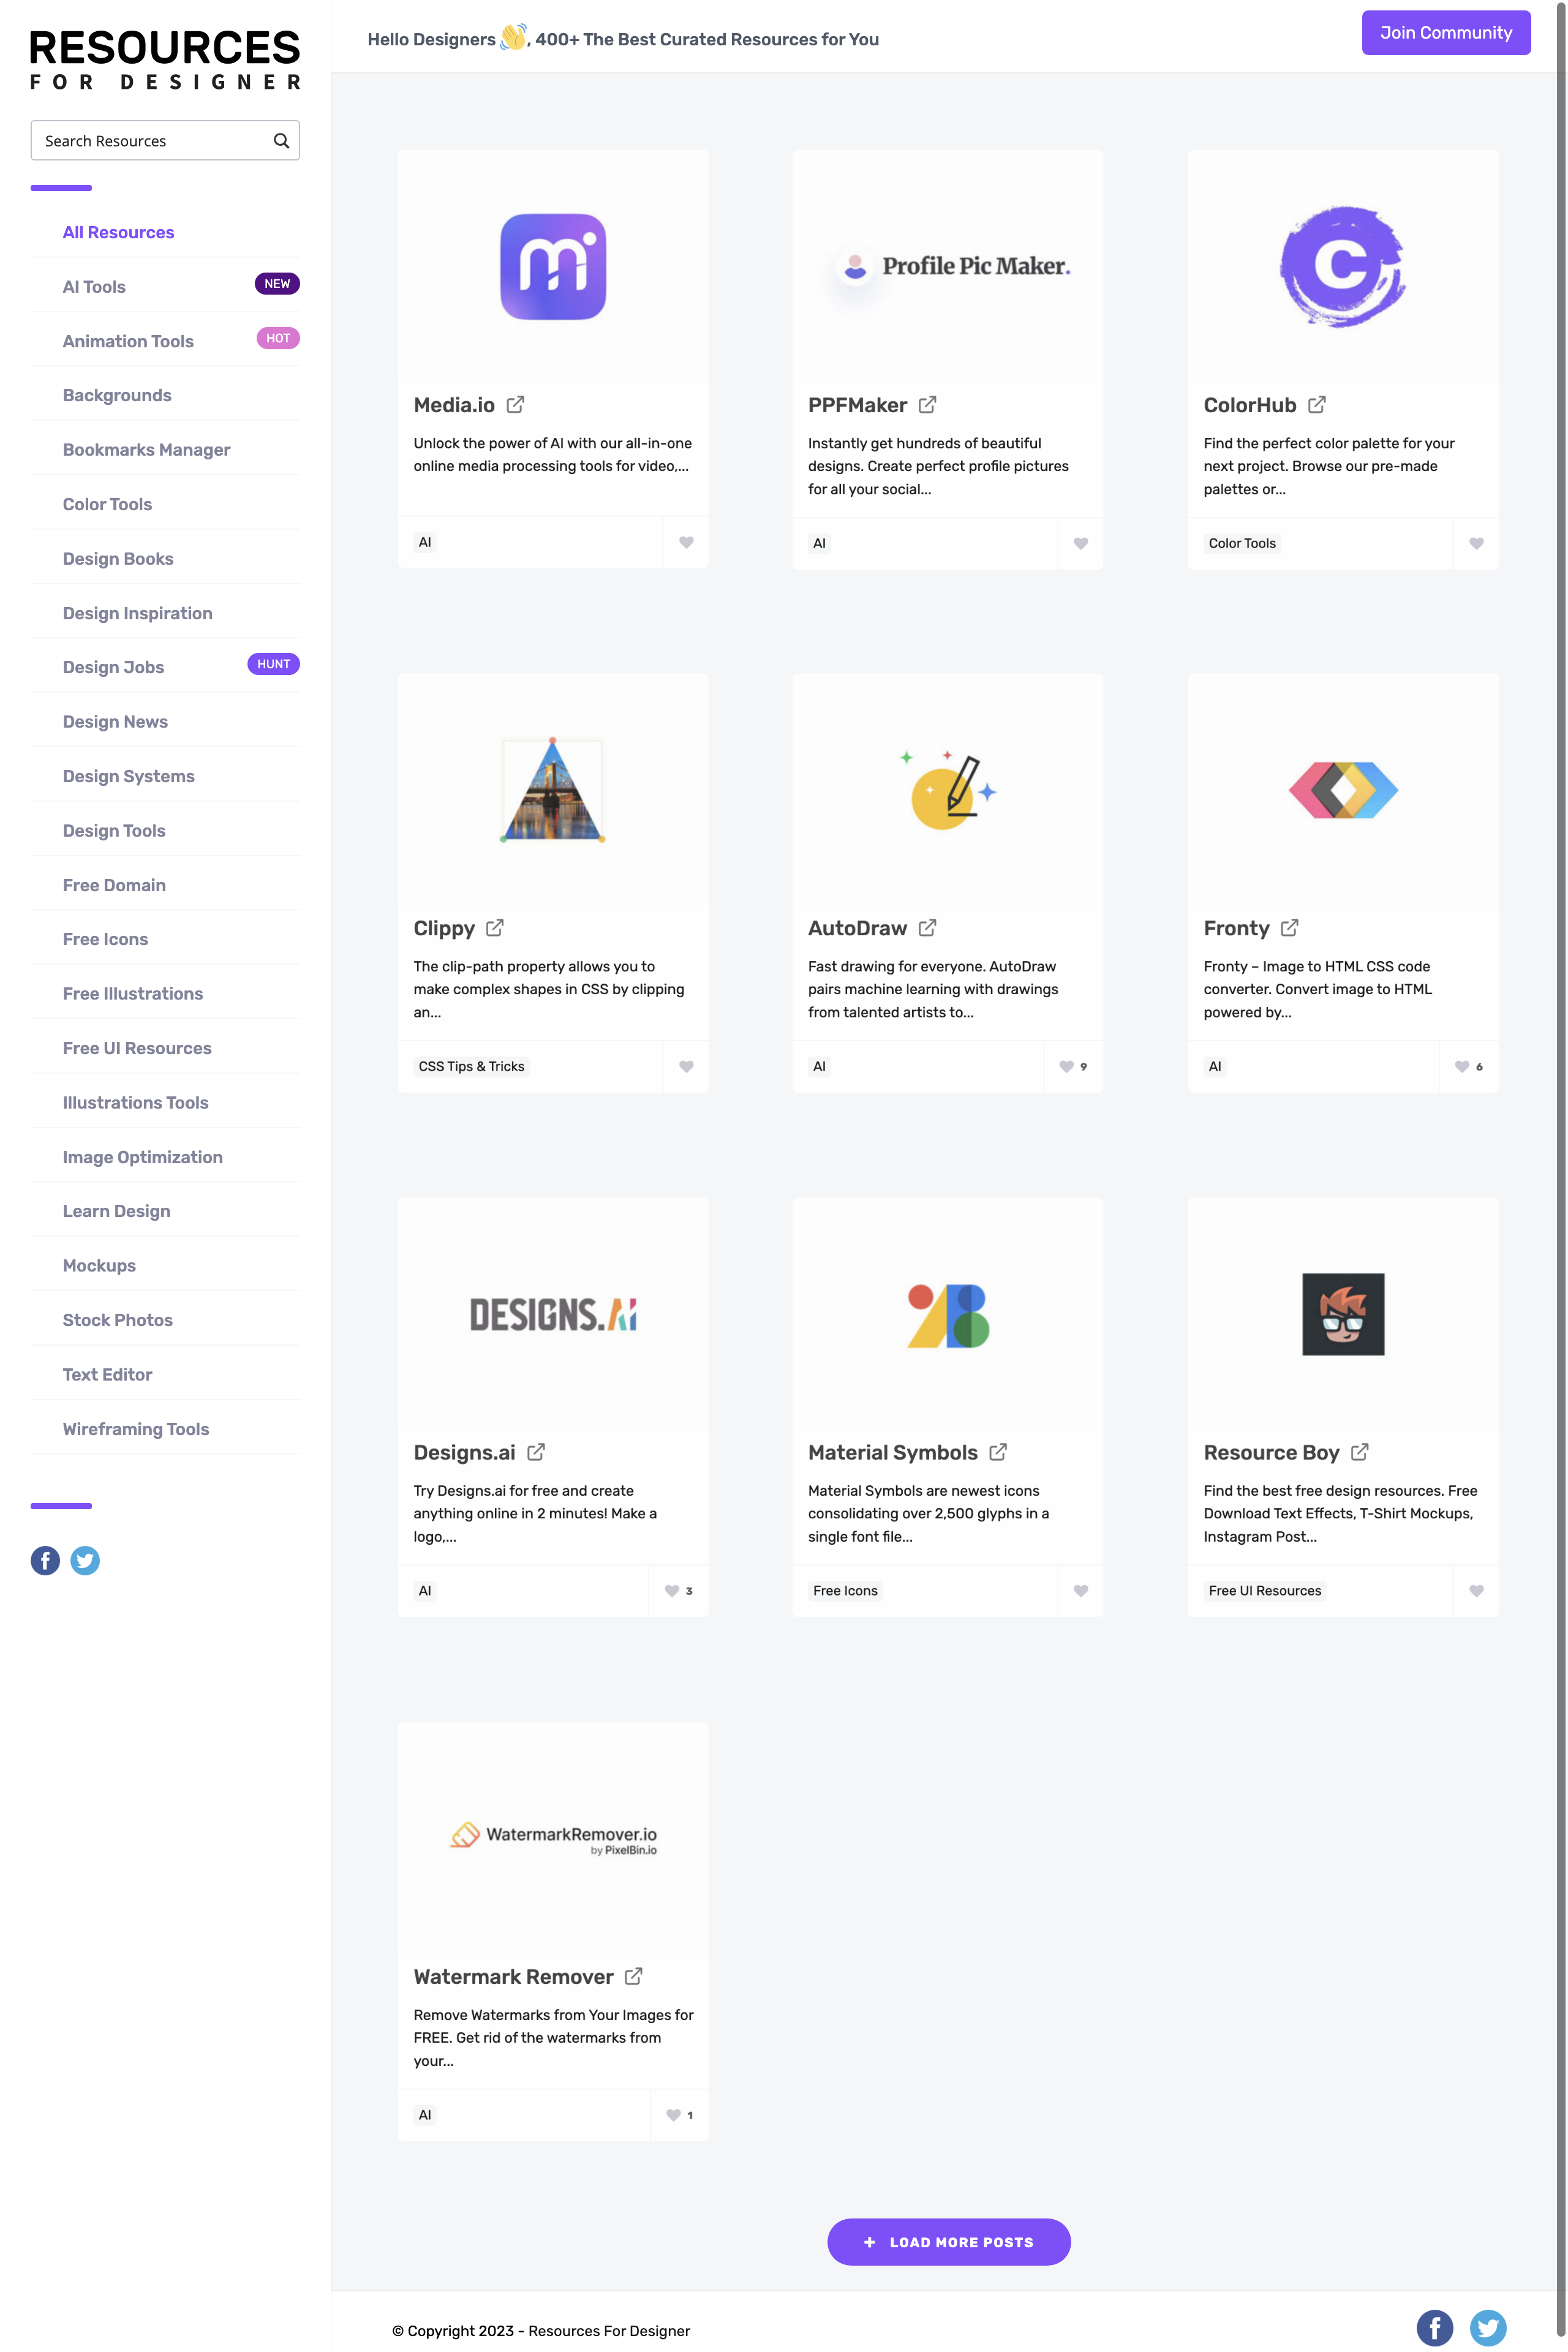 RESOURCES
FOR DESIGNER
Search Resources
All Resources
AI Tools
NEW
Animation Tools
HOT
Backgrounds
Bookmarks Manager
Color Tools
Design Books
Design Inspiration
Design Jobs
HUNT
Design News
Design Systems
Design Tools
Free Domain
Free Icons
Free Illustrations
Free UI Resources
Illustrations Tools
Image Optimization
Learn Design
Mockups
Stock Photos
Text Editor
Wireframing Tools
Hello Designers 👋, 400+ The Best Curated Resources for You
Join Community
Media.io
Unlock the power of AI with our all-in-one
online media processing tools for video,...
AI
Profile Pic Maker.
PPFMaker
Instantly get hundreds of beautiful
designs. Create perfect profile pictures
for all your social...
AI
C
ColorHub
Find the perfect color palette for your
next project. Browse our pre-made
palettes or...
Color Tools
Clippy
The clip-path property allows you to
make complex shapes in CSS by clipping
an...
CSS Tips & Tricks
AutoDraw
Fast drawing for everyone. AutoDraw
pairs machine learning with drawings
from talented artists to...
AI
9
Fronty
Fronty – Image to HTML CSS code
converter. Convert image to HTML
powered by...
AI
6
DESIGNS.AI
Designs.ai
Try Designs.ai for free and create
anything online in 2 minutes! Make a
logo,...
AI
3
Material Symbols
Material Symbols are newest icons
consolidating over 2,500 glyphs in a
single font file...
Free Icons
Resource Boy
Find the best free design resources. Free
Download Text Effects, T-Shirt Mockups,
Instagram Post...
Free UI Resources
WatermarkRemover.io
by PixelBin.io
Watermark Remover
Remove Watermarks from Your Images for
FREE. Get rid of the watermarks from
your...
AI
1
+ LOAD MORE POSTS
© Copyright 2023 - Resources For Designer